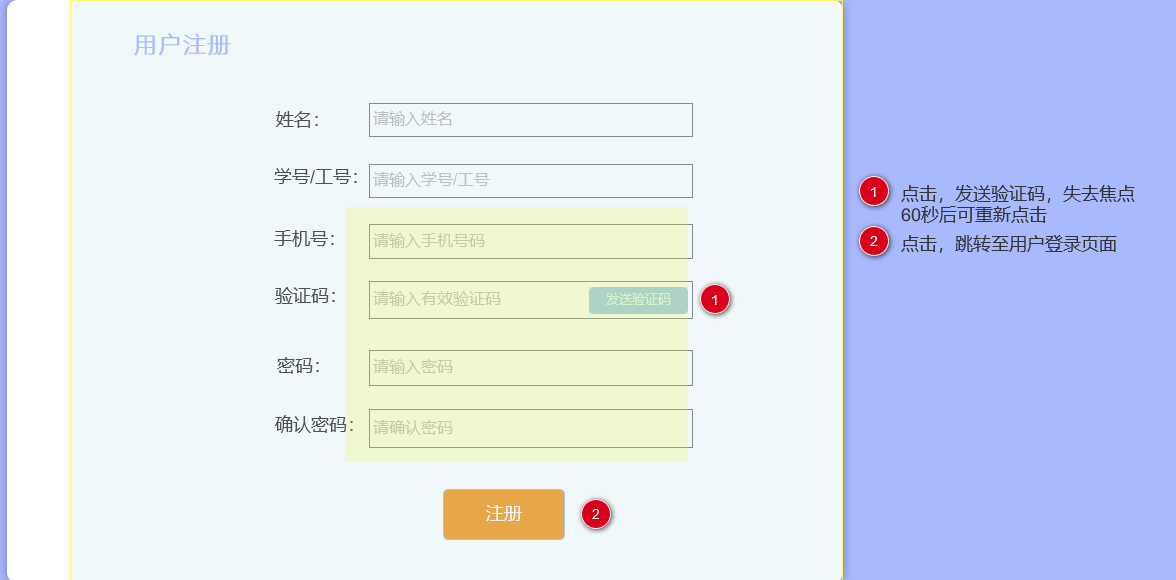 用户注册
姓名：
请输入姓名
学号/工号：
请输入学号/工号
手机号：
请输入手机号码
验证码：
请输入有效验证码
发送验证码
1
密码：
请输入密码
确认密码：
请确认密码
注册
2
1
点击，发送验证码，失去焦点
60秒后可重新点击
2
点击，跳转至用户登录页面